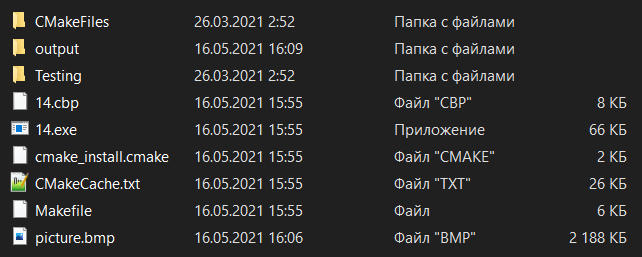 CMakeFiles 26.03.2021 2:52 Папка с файлами
output 16.05.2021 16:09 Папка с файлами
Testing 26.03.2021 2:52 Папка с файлами
14.cbp 16.05.2021 15:55 Файл "CBP" 8 КБ
14.exe 16.05.2021 15:55 Приложение 66 КБ
cmake_install.cmake 16.05.2021 15:55 Файл "CMAKE" 2 КБ
CMakeCache.txt 16.05.2021 15:55 Файл "TXT" 26 КБ
Makefile 16.05.2021 15:55 Файл 6 КБ
picture.bmp 16.05.2021 16:06 Файл "BMP" 2 188 КБ